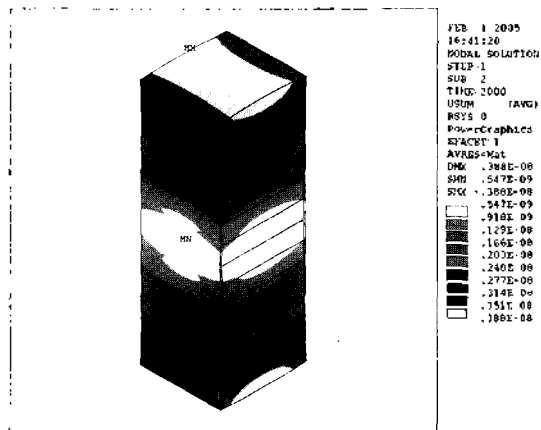 MX
MN
FEB 1 2005
16:41:20
NODAL SOLUTION
STEP=1
SUB 2
TIME=2000
USUM (AVG)
RSYS 0
PowerGraphics
EFACET 1
AVRES=Mat
DMX .388E-08
SMN .547E-09
SMX .388E-08
.547E-09
.918E 09
.129E-08
.166E-08
.203E-08
.240E 08
.277E-08
.314E 08
.351E 08
.388E-08